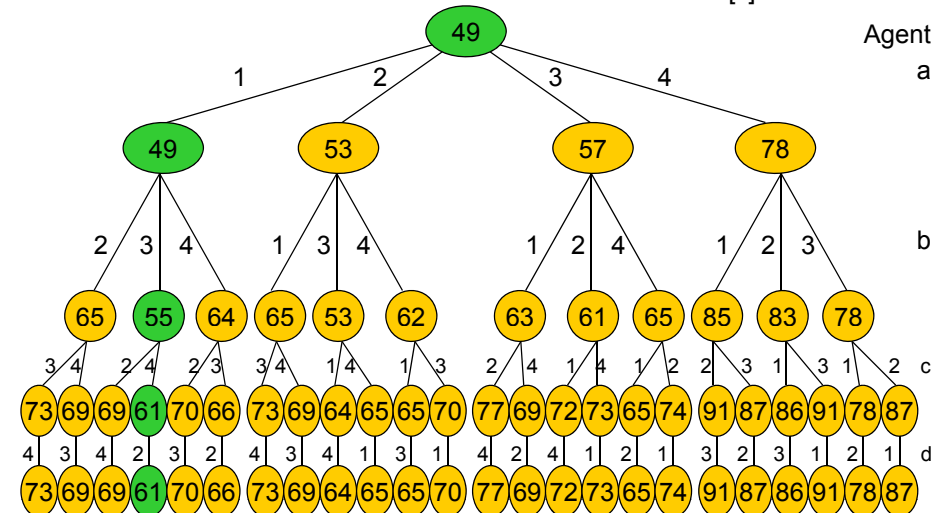 49
Agent
a
1 2 3 4
49 53 57 78
2 3 4 1 3 4 1 2 4 1 2 3 b
65 55 64 65 53 62 63 61 65 85 83 78
3 4 2 4 2 3 3 4 1 4 1 3 2 4 1 4 1 2 2 3 1 3 1 2 c
73 69 69 61 70 66 73 69 64 65 65 70 77 69 72 73 65 74 91 87 86 91 78 87
4 3 4 2 3 2 4 3 4 1 3 1 4 2 4 1 2 1 3 2 3 1 2 1 d
73 69 69 61 70 66 73 69 64 65 65 70 77 69 72 73 65 74 91 87 86 91 78 87